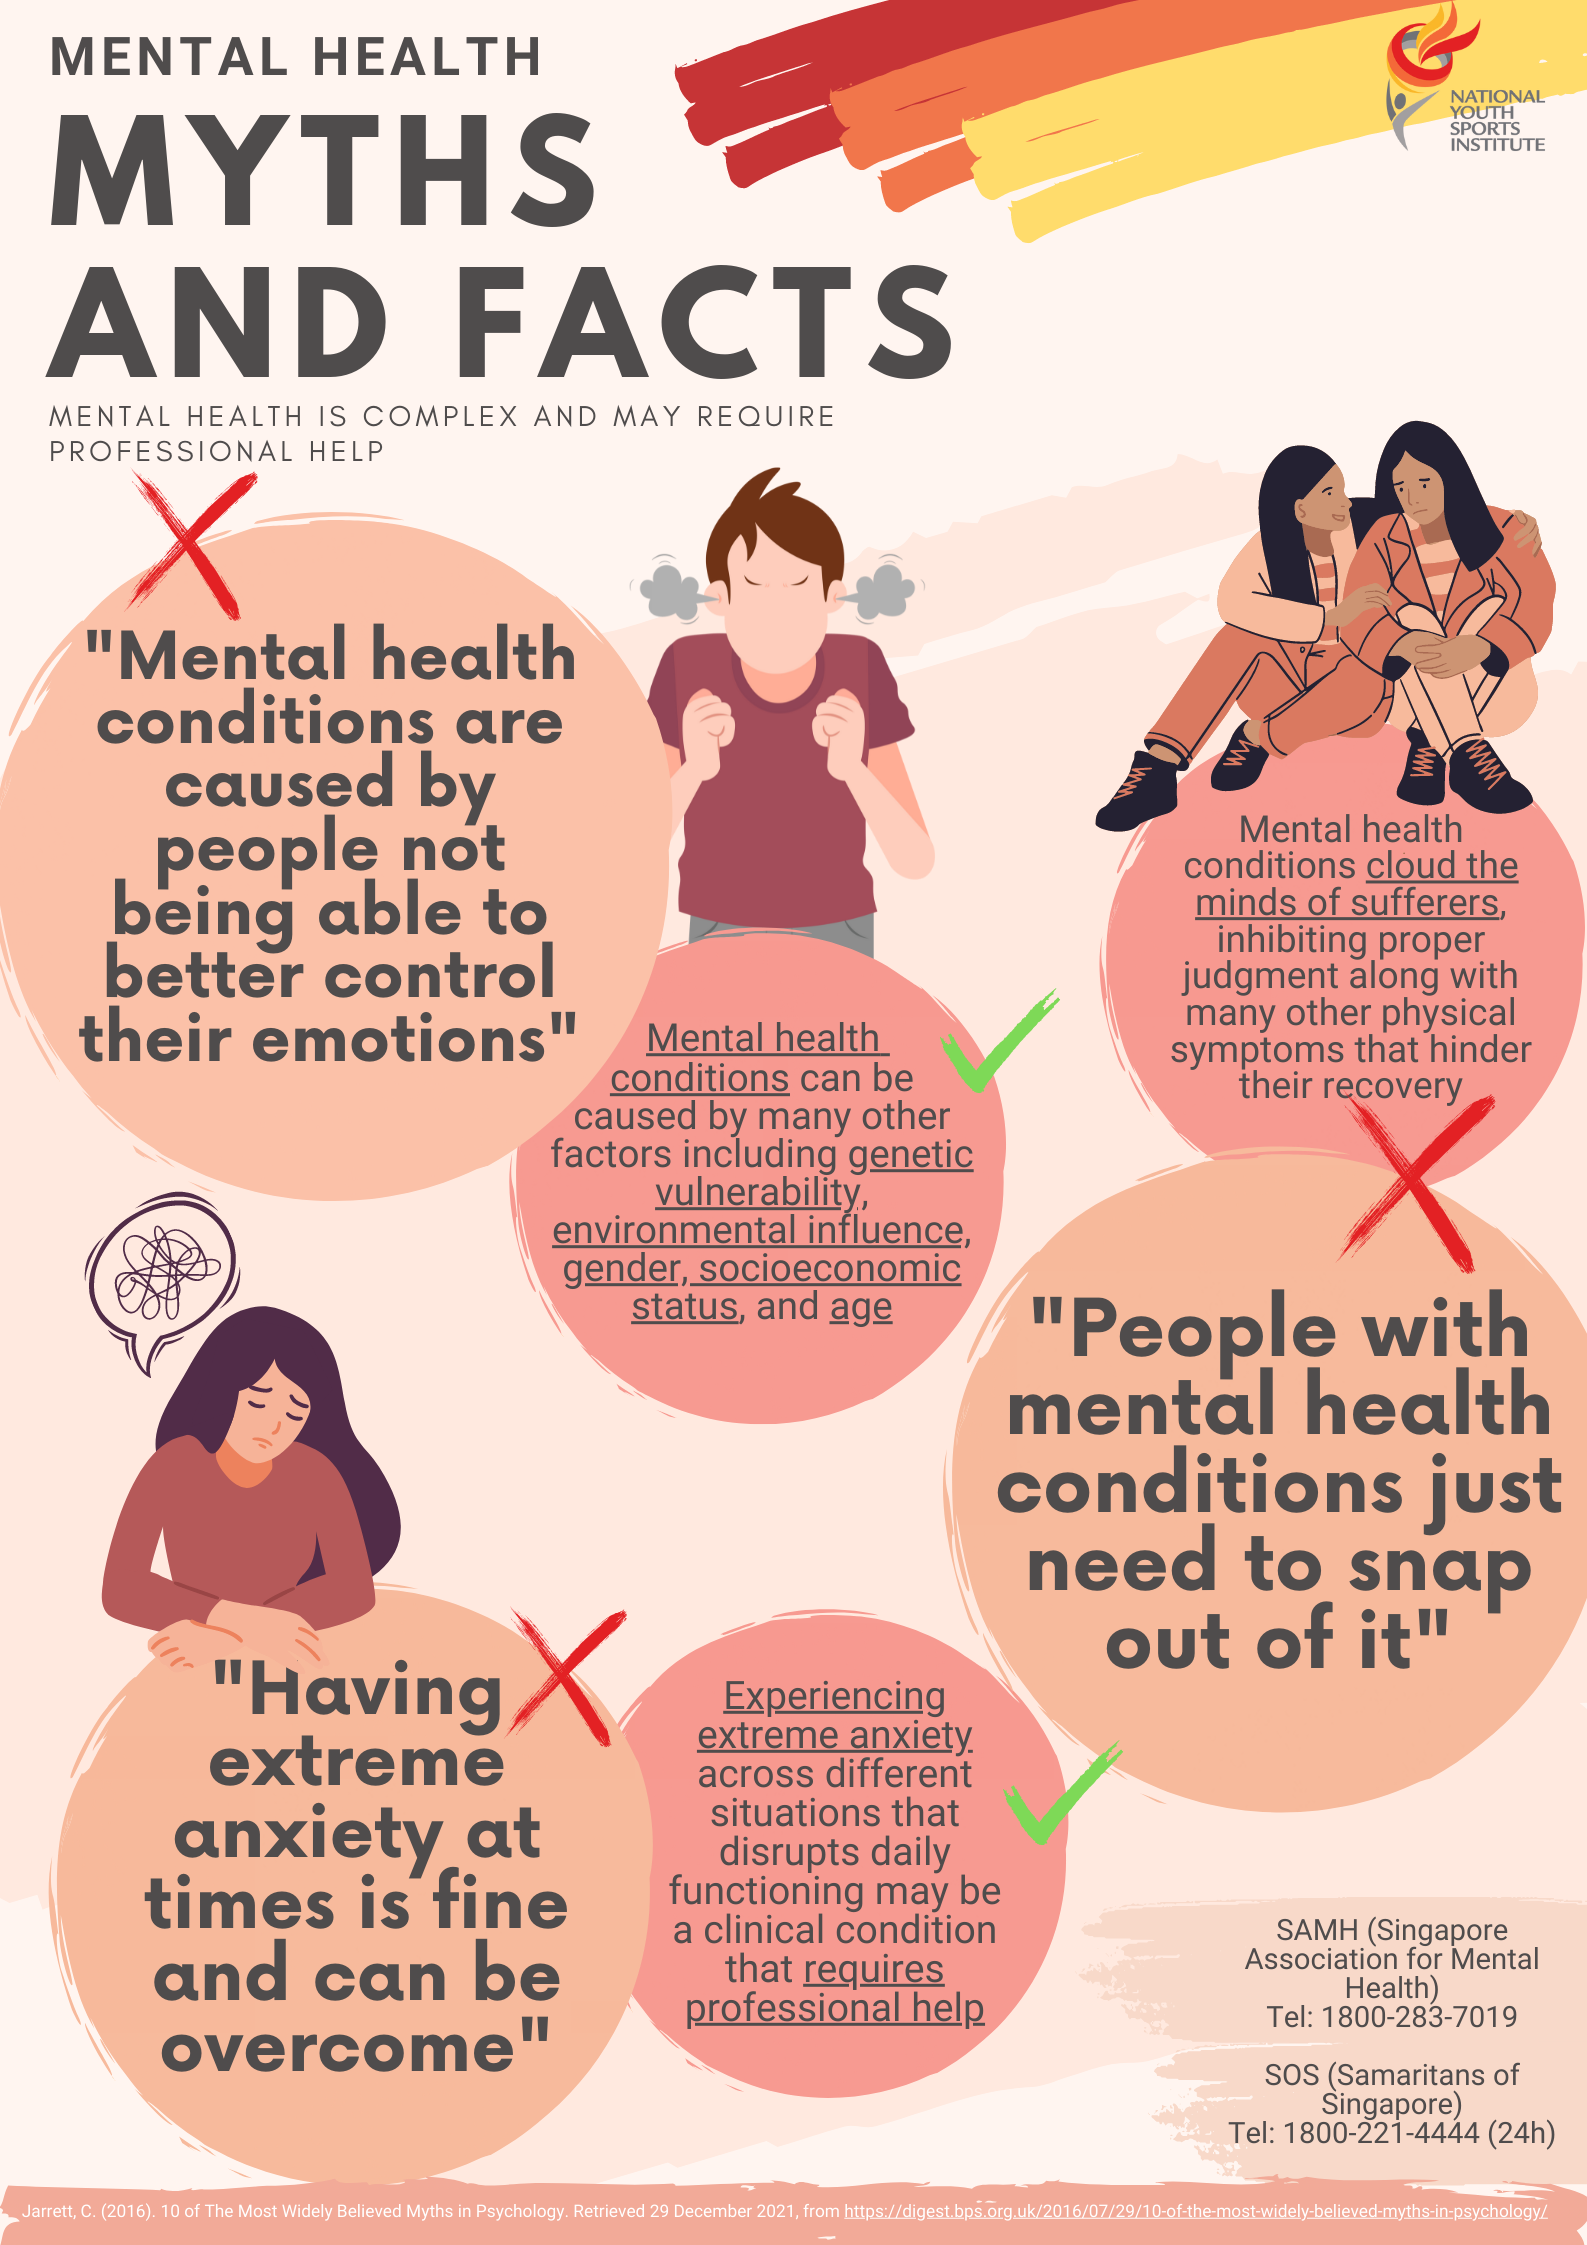 MENTAL HEALTH
MYTHS
AND FACTS
MENTAL HEALTH IS COMPLEX AND MAY REQUIRE
PROFESSIONAL HELP
NATIONAL
YOUTH
SPORTS
INSTITUTE
"Mental health
conditions are
caused by
people not
being able to
better control
their emotions"
Mental health
conditions can be
caused by many other
factors including genetic
vulnerability,
environmental influence,
gender, socioeconomic
status, and age
Mental health
conditions cloud the
minds of sufferers,
inhibiting proper
judgment along with
many other physical
symptoms that hinder
their recovery
"People with
mental health
conditions just
need to snap
out of it"
"Having
extreme
anxiety at
times is fine
and can be
overcome"
Experiencing
extreme anxiety
across different
situations that
disrupts daily
functioning may be
a clinical condition
that requires
professional help
SAMH (Singapore
Association for Mental
Health)
Tel: 1800-283-7019
SOS (Samaritans of
Singapore)
Tel: 1800-221-4444 (24h)
Jarrett, C. (2016). 10 of The Most Widely Believed Myths in Psychology. Retrieved 29 December 2021, from https://digest.bps.org.uk/2016/07/29/10-of-the-most-widely-believed-myths-in-psychology/